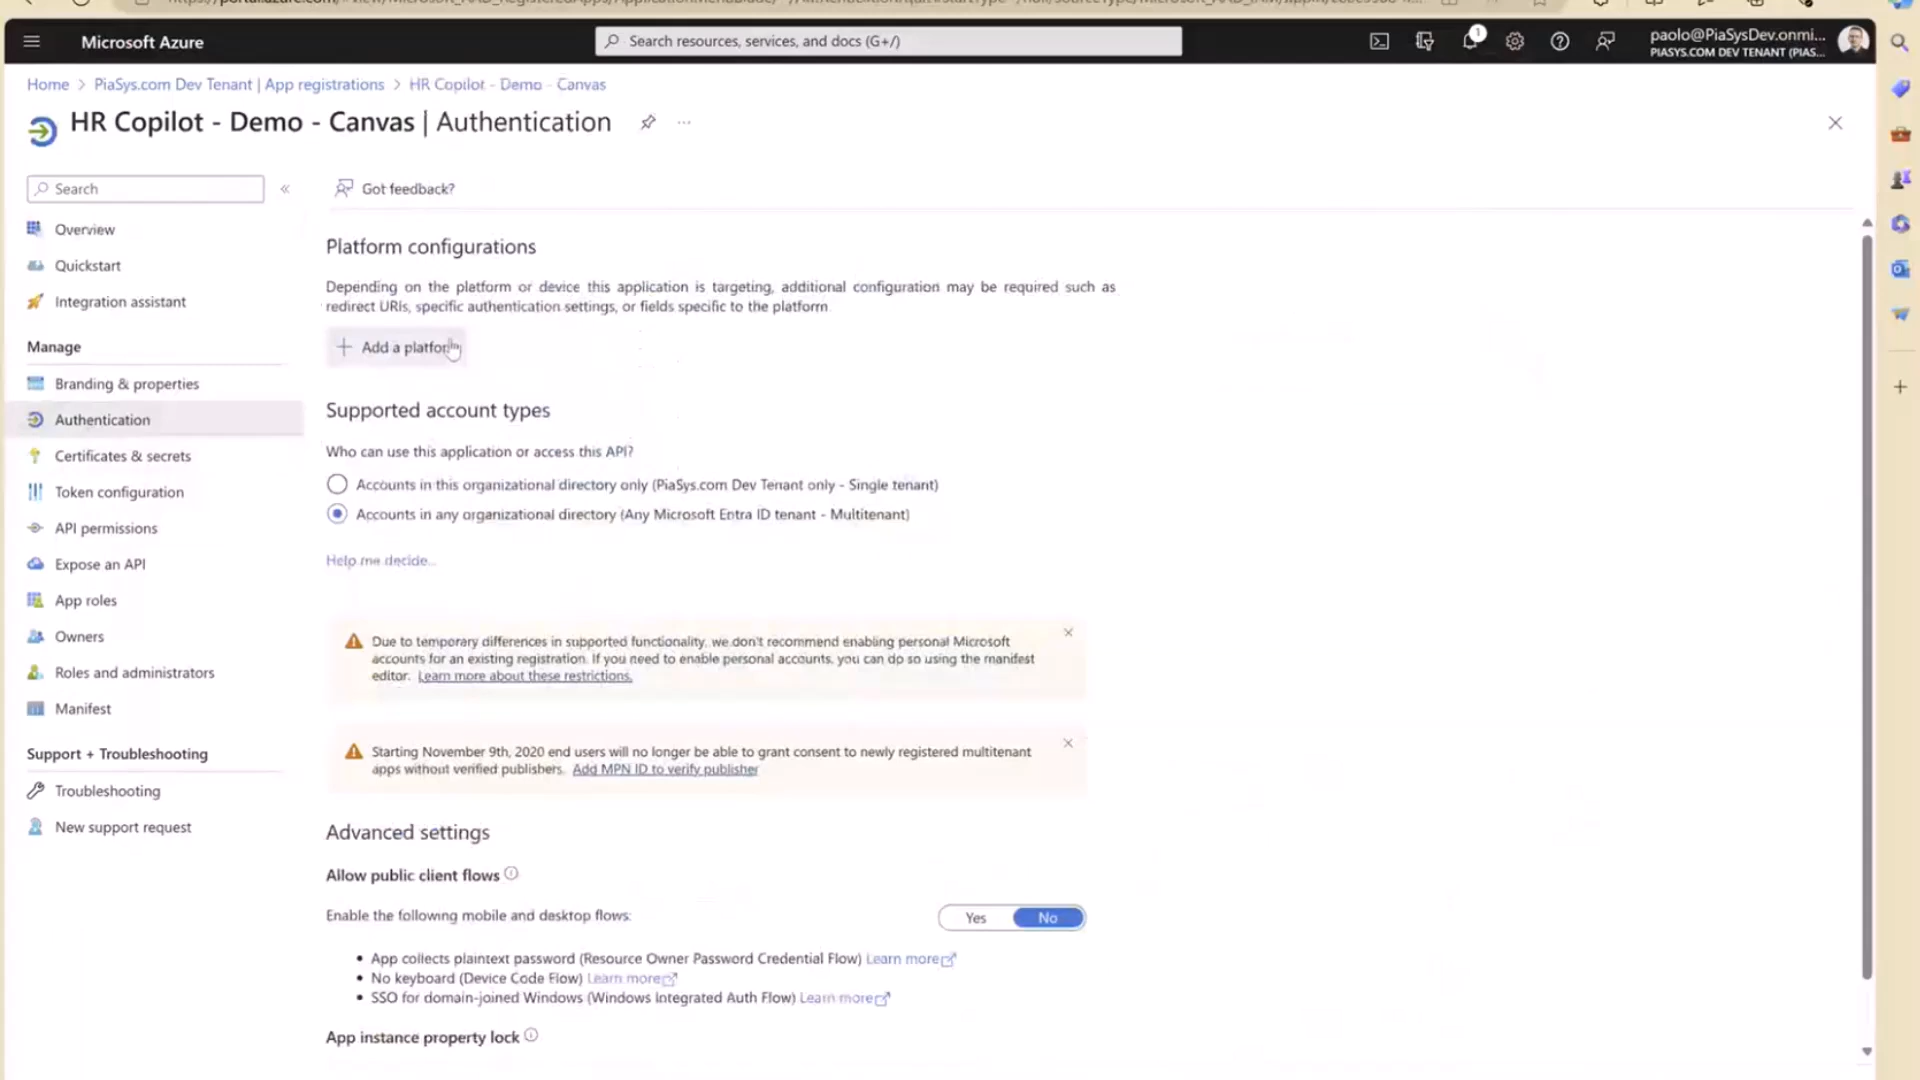 Microsoft Azure
Search resources, services, and docs (G+/)
1
paolo@PiaSysDev.onmi...
PIASYS.COM DEV TENANT (PIAS...
Home > PiaSys.com Dev Tenant | App registrations > HR Copilot - Demo - Canvas
HR Copilot - Demo - Canvas | Authentication
Search
Got feedback?
Overview
Quickstart
Integration assistant
Manage
Branding & properties
Authentication
Certificates & secrets
Token configuration
API permissions
Expose an API
App roles
Owners
Roles and administrators
Manifest
Support + Troubleshooting
Troubleshooting
New support request
Platform configurations
Depending on the platform or device this application is targeting, additional configuration may be required such as
redirect URIs, specific authentication settings, or fields specific to the platform
Add a platform
Supported account types
Who can use this application or access this API?
Accounts in this organizational directory only (PiaSys.com Dev Tenant only - Single tenant)
Accounts in any organizational directory (Any Microsoft Entra ID tenant - Multitenant)
Help me decide...
Due to temporary differences in supported functionality, we don't recommend enabling personal Microsoft
accounts for an existing registration. If you need to enable personal accounts, you can do so using the manifest
editor. Learn more about these restrictions.
Starting November 9th, 2020 end users will no longer be able to grant consent to newly registered multitenant
apps without verified publishers. Add MPN ID to verify publisher
Advanced settings
Allow public client flows
Enable the following mobile and desktop flows:
Yes No
• App collects plaintext password (Resource Owner Password Credential Flow) Learn more
• No keyboard (Device Code Flow) Learn more
• SSO for domain-joined Windows (Windows Integrated Auth Flow) Learn more
App instance property lock